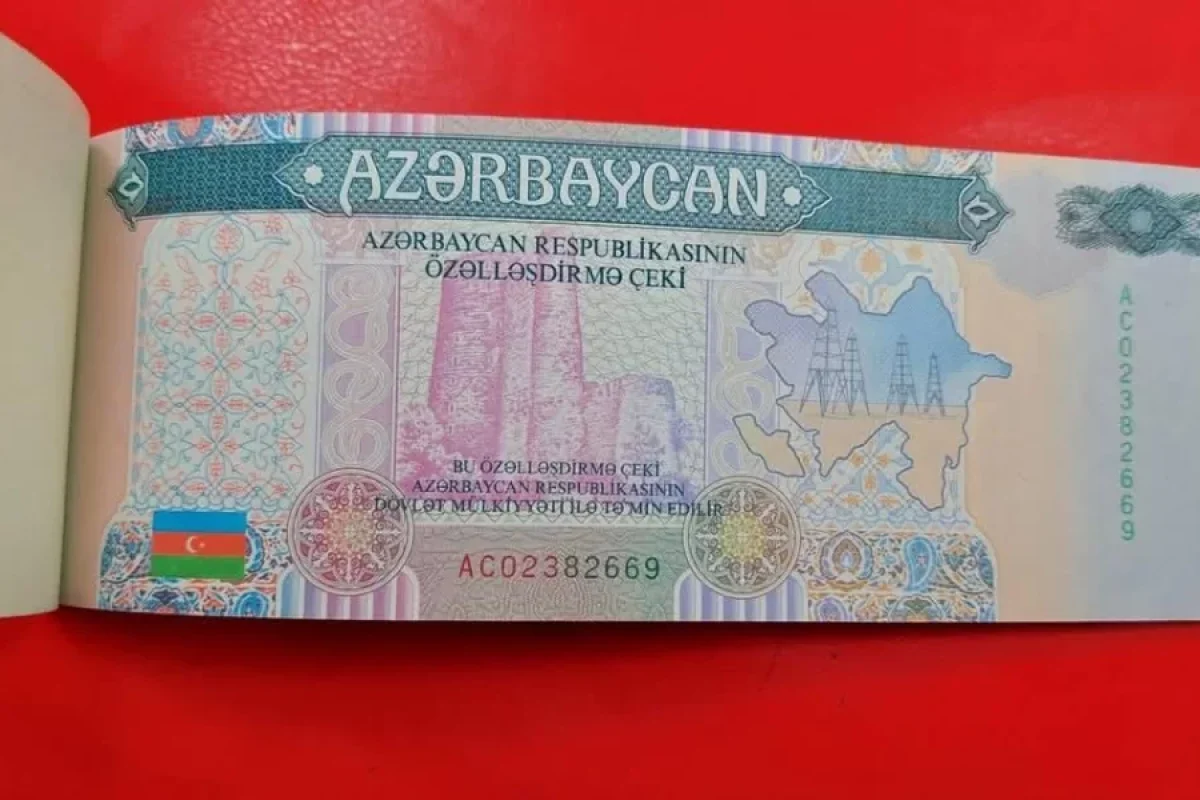 AZƏRBAYCAN
AZƏRBAYCAN RESPUBLİKASININ
ÖZƏLLƏŞDİRMƏ ÇEKİ
BU ÖZƏLLƏŞDİRMƏ ÇEKİ
AZƏRBAYCAN RESPUBLİKASININ
DÖVLƏT MÜLKİYYƏTİ İLƏ TƏ'MİN EDİLİR
AC02382669
AC02382669